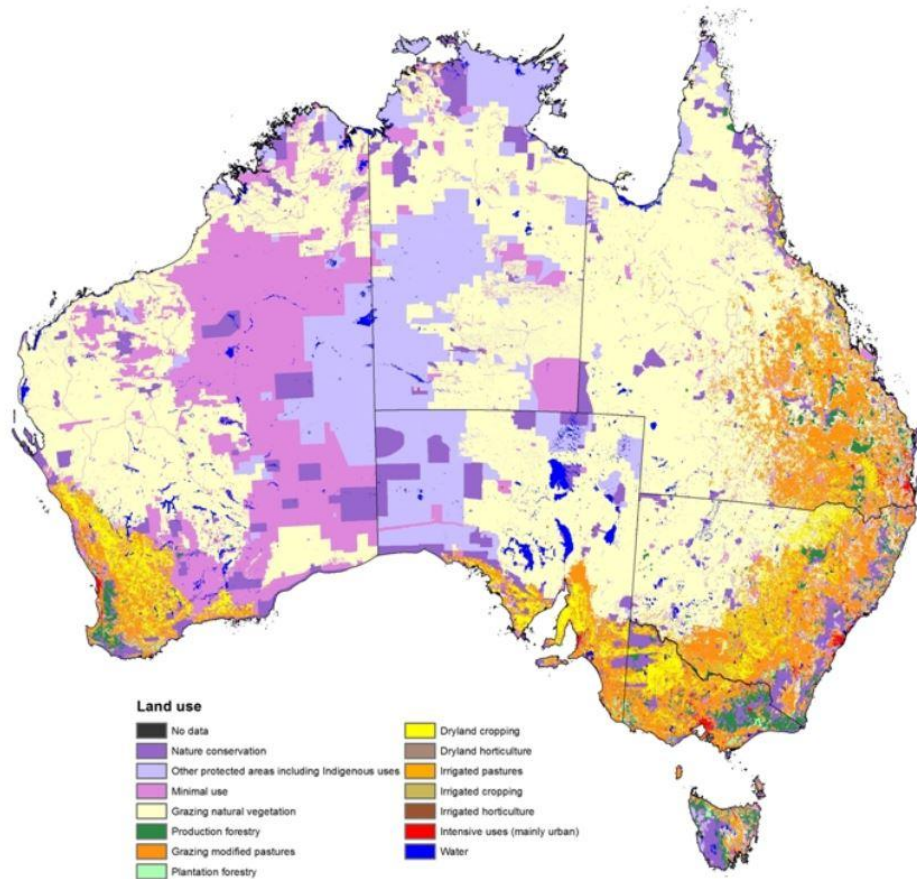 Land use
No data
Nature conservation
Other protected areas including Indigenous uses
Minimal use
Grazing natural vegetation
Production forestry
Grazing modified pastures
Plantation forestry
Dryland cropping
Dryland horticulture
Irrigated pastures
Irrigated cropping
Irrigated horticulture
Intensive uses (mainly urban)
Water